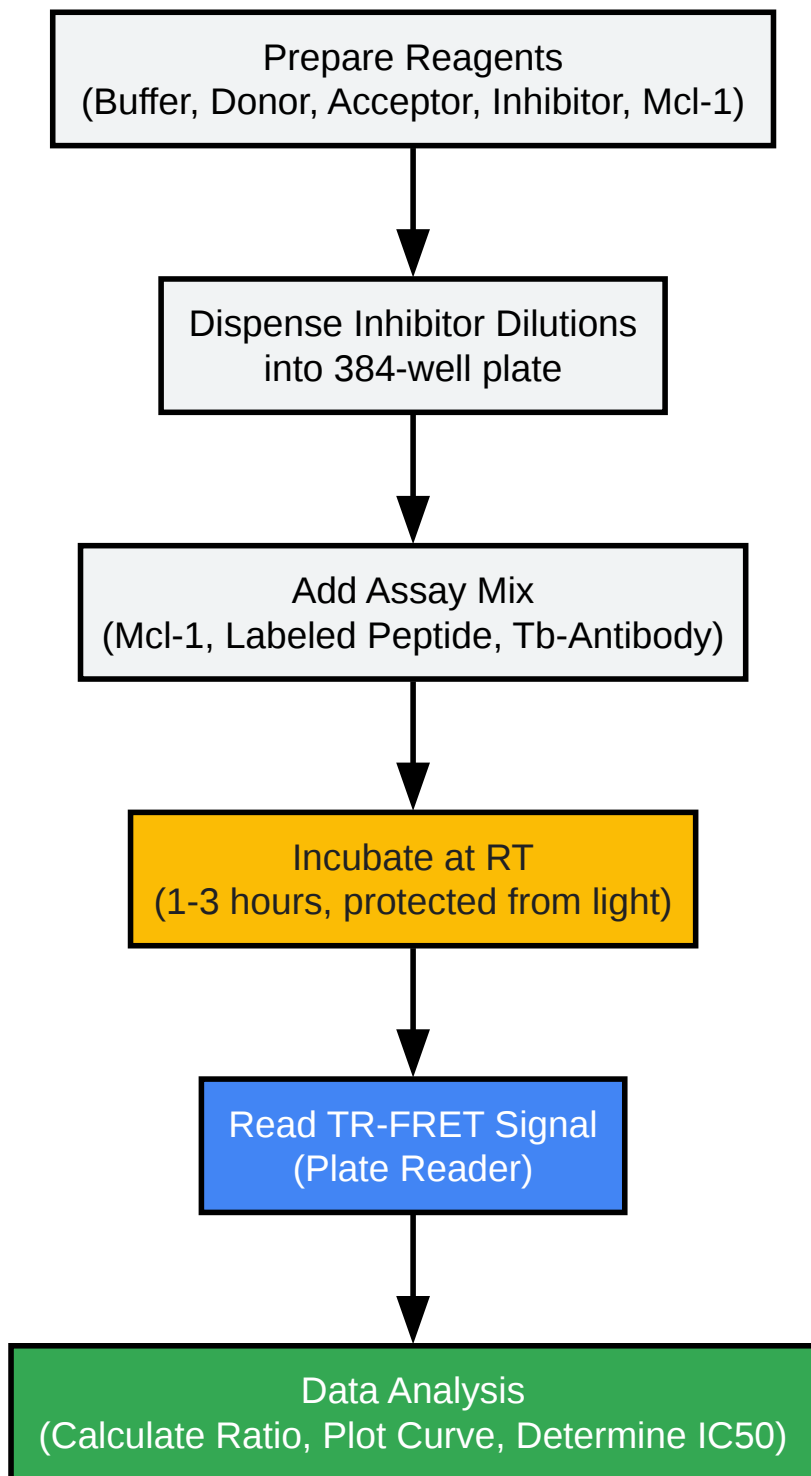 Prepare Reagents
(Buffer, Donor, Acceptor, Inhibitor, Mcl-1)
Dispense Inhibitor Dilutions
into 384-well plate
Add Assay Mix
(Mcl-1, Labeled Peptide, Tb-Antibody)
Incubate at RT
(1-3 hours, protected from light)
Read TR-FRET Signal
(Plate Reader)
Data Analysis
(Calculate Ratio, Plot Curve, Determine IC50)